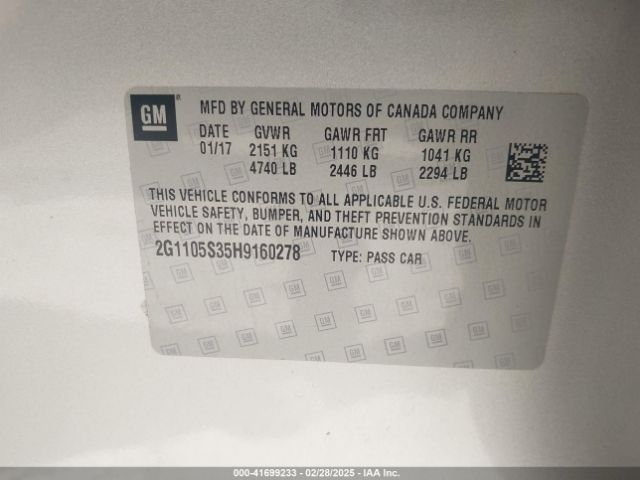 GM ®
MFD BY GENERAL MOTORS OF CANADA COMPANY
DATE GVWR GAWR FRT GAWR RR
01/17 2151 KG 1110 KG 1041 KG
4740 LB 2446 LB 2294 LB
THIS VEHICLE CONFORMS TO ALL APPLICABLE U.S. FEDERAL MOTOR
VEHICLE SAFETY, BUMPER, AND THEFT PREVENTION STANDARDS IN
EFFECT ON THE DATE OF MANUFACTURE SHOWN ABOVE.
2G1105S35H9160278 TYPE: PASS CAR
000-41699233 - 02/28/2025 - IAA Inc.